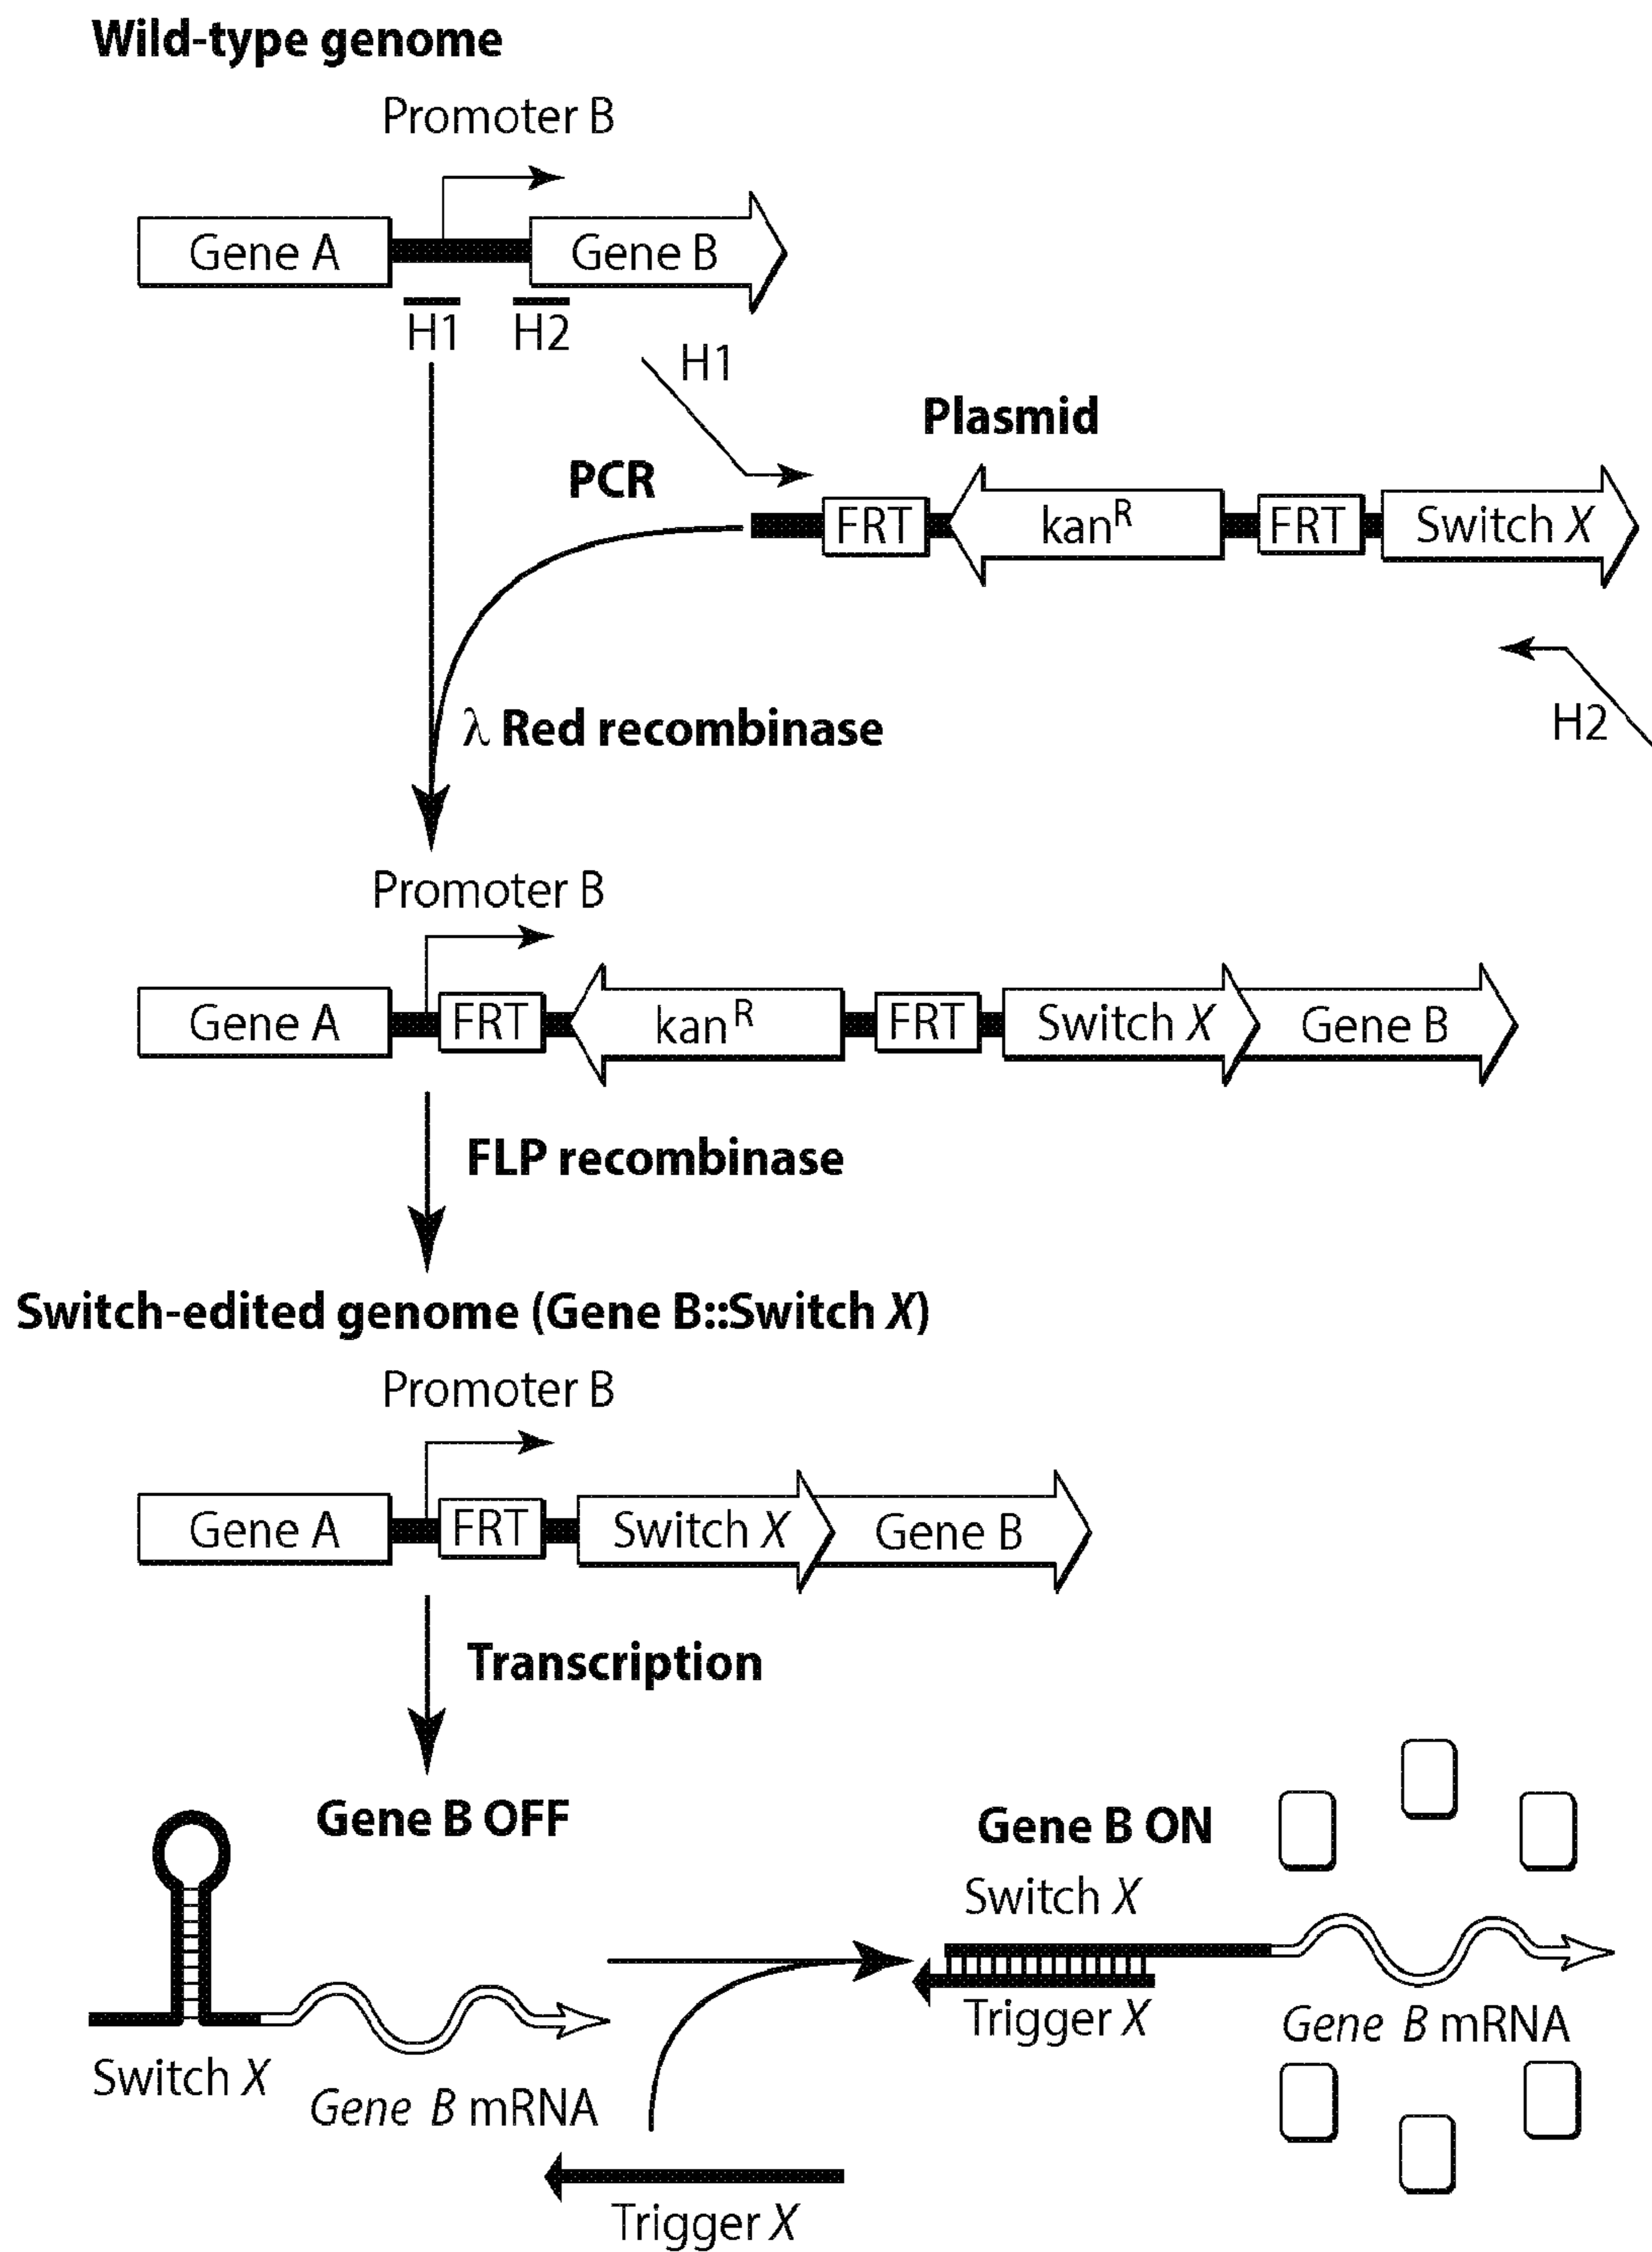 Wild-type genome
Promoter B
Gene A
Gene B
H1
H2
H1
Plasmid
PCR
FRT
kanR
FRT
Switch X
H2
λ Red recombinase
Promoter B
Gene A
FRT
kanR
FRT
Switch X
Gene B
FLP recombinase
Switch-edited genome (Gene B::Switch X)
Promoter B
Gene A
FRT
Switch X
Gene B
Transcription
Gene B OFF
Gene B ON
Switch X
Trigger X
Gene B mRNA
Switch X
Gene B mRNA
Trigger X